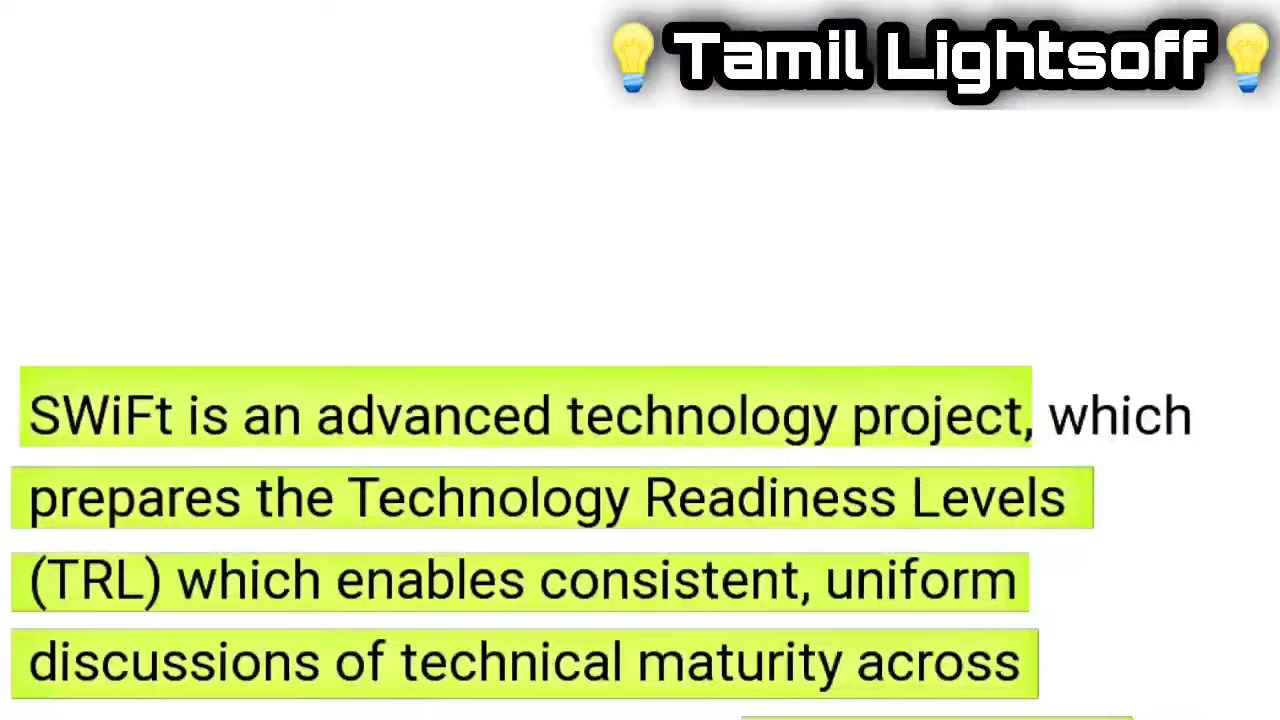 Tamil Lightsoff
SWiFt is an advanced technology project, which
prepares the Technology Readiness Levels
(TRL) which enables consistent, uniform
discussions of technical maturity across